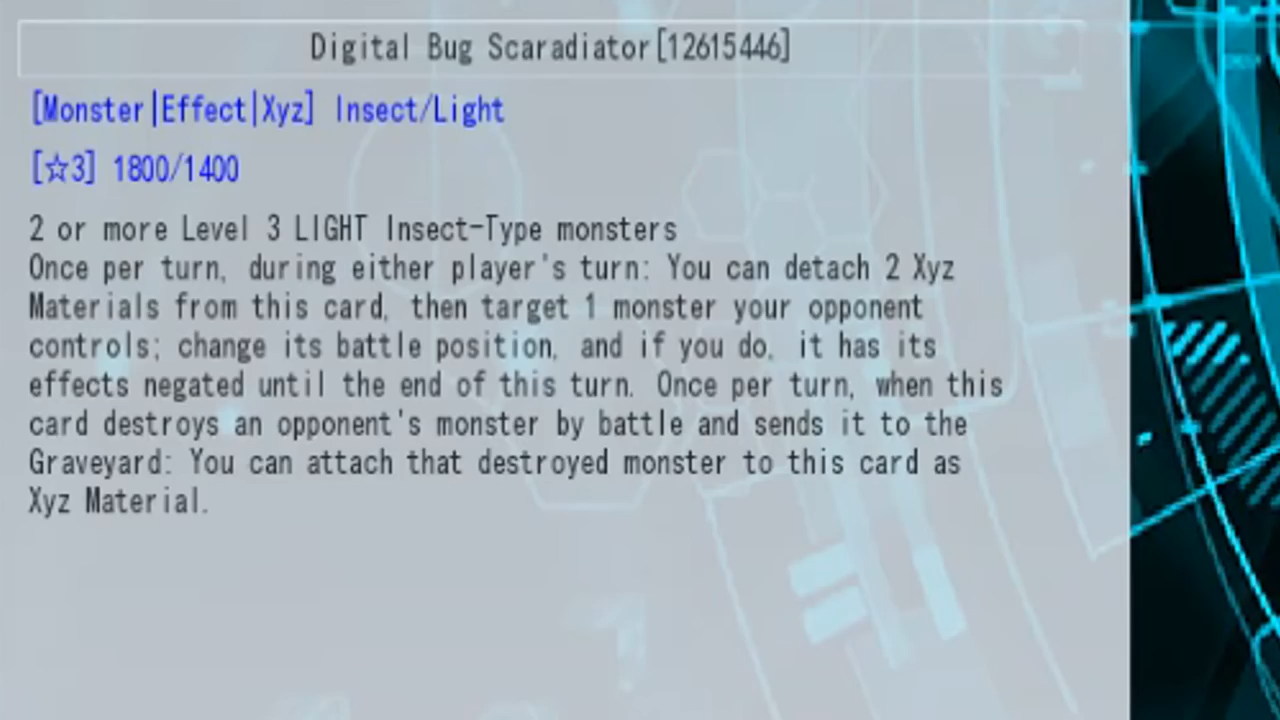 Digital Bug Scaradiator[12615446]
[Monster|Effect|Xyz] Insect/Light
[☆3] 1800/1400
2 or more Level 3 LIGHT Insect-Type monsters
Once per turn, during either player's turn: You can detach 2 Xyz
Materials from this card, then target 1 monster your opponent
controls; change its battle position, and if you do, it has its
effects negated until the end of this turn. Once per turn, when this
card destroys an opponent's monster by battle and sends it to the
Graveyard: You can attach that destroyed monster to this card as
Xyz Material.